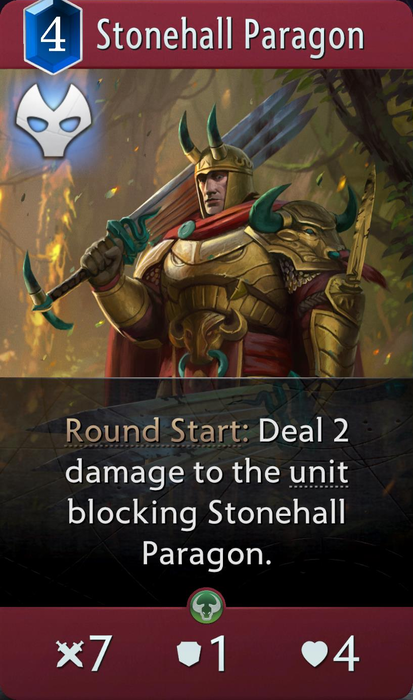 4 Stonehall Paragon
Round Start: Deal 2
damage to the unit
blocking Stonehall
Paragon.
7 1 4